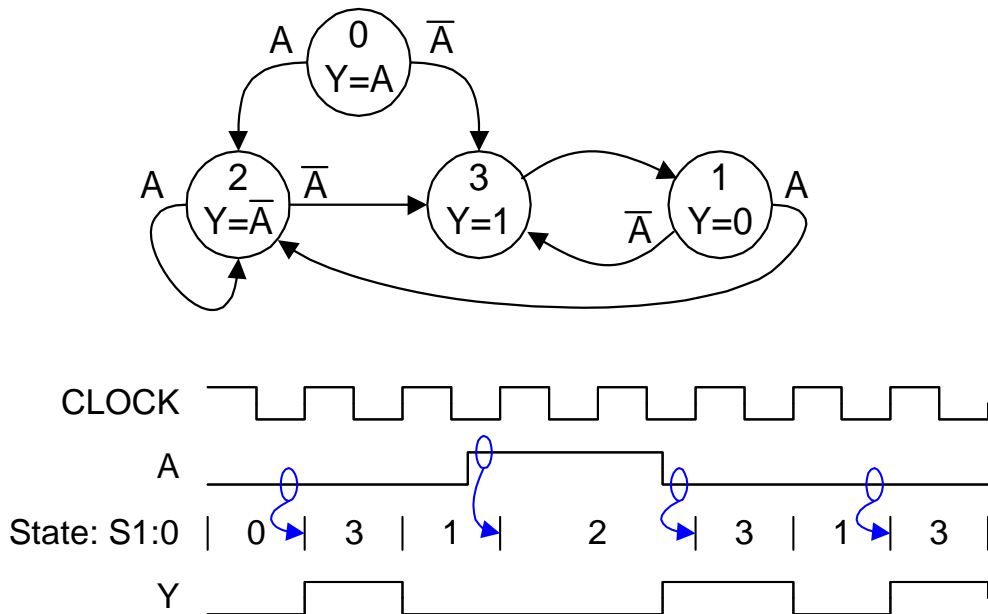 0
Y=A
A
A̅
2
Y=A̅
A
A̅
3
Y=1
1
Y=0
A
A̅
CLOCK
A
State: S1:0 | 0 | 3 | 1 | 2 | 3 | 1 | 3 |
Y